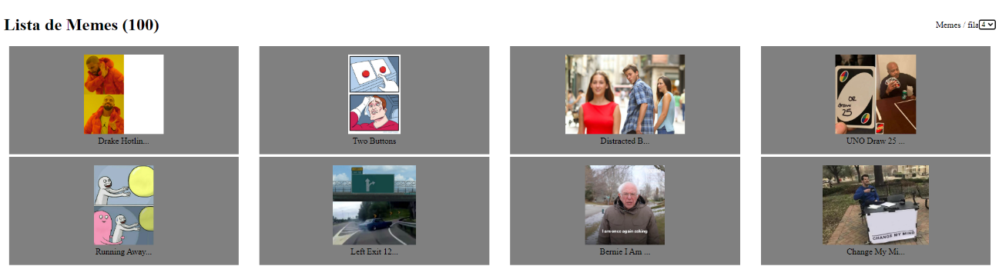 Lista de Memes (100)
Memes / fila 4
Drake Hotlin...
Two Buttons
Distracted B...
OR
draw
25
UNO Draw 25 ...
Running Away...
Left Exit 12...
I am once again asking
Bernie I Am ...
CHANGE MY MIND
Change My Mi...